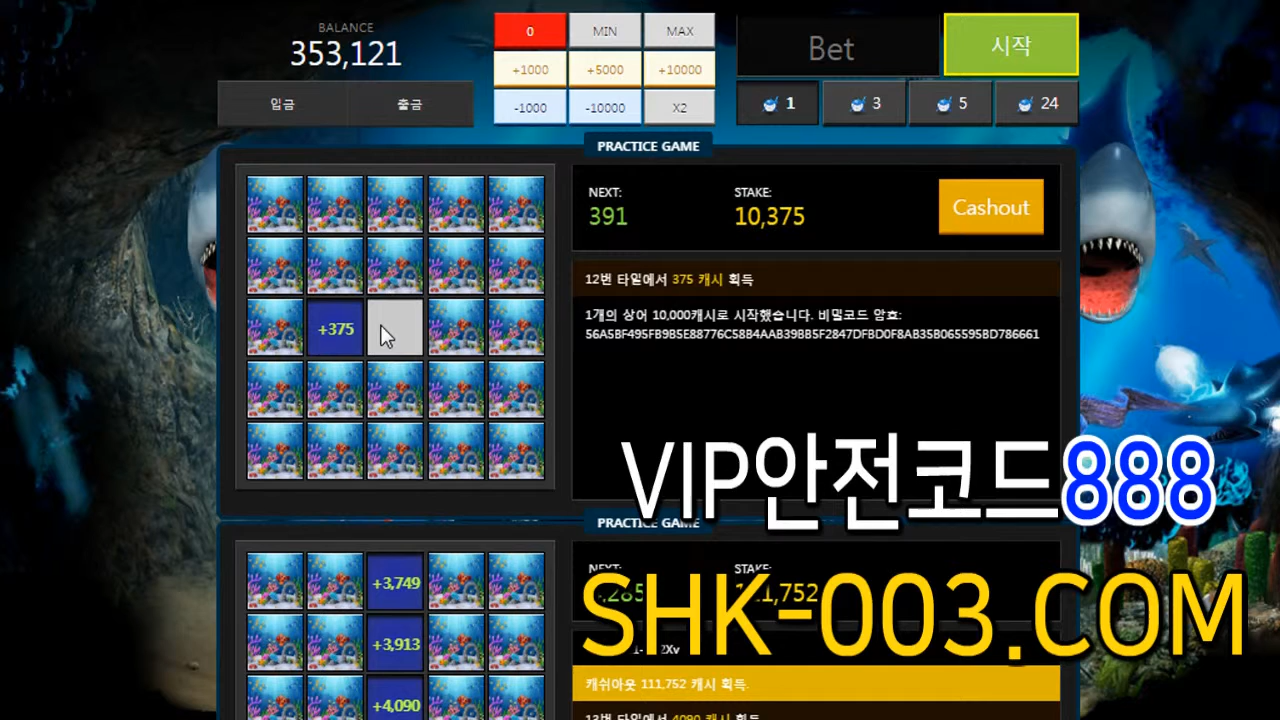 BALANCE
353,121
입금 출금
0 MIN MAX
+1000 +5000 +10000
-1000 -10000 X2
Bet 시작
1 3 5 24
PRACTICE GAME
NEXT: STAKE:
391 10,375
Cashout
12번 타일에서 375 캐시 획득
1개의 상어 10,000캐시로 시작했습니다. 비밀코드 암호:
56A5BF495FB9B5E88776C58B4AAB39BB5F2847DFBD0F8AB35B065595BD786661
+375
VIP안전코드888
PRACTICE GAME
SHK-003.COM
캐쉬아웃 111,752 캐시 획득.
13번 타일에서 4090 캐시 획득
+3,749
+3,913
+4,090